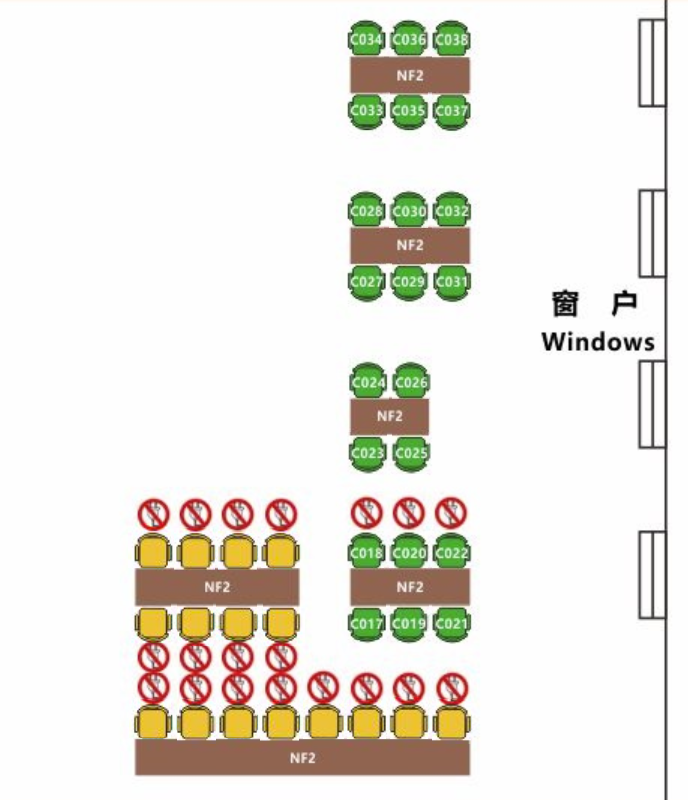 C034 C036 C038
NF2
C033 C035 C037
C028 C030 C032
NF2
C027 C029 C031
窗 户
Windows
C024 C026
NF2
C023 C025
C018 C020 C022
NF2 NF2
C017 C019 C021
NF2